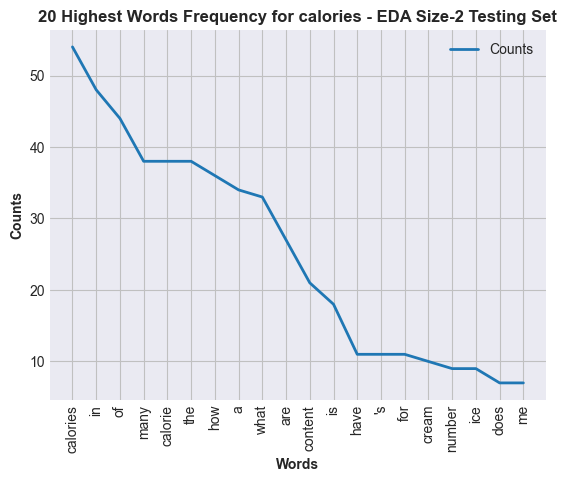 20 Highest Words Frequency for calories - EDA Size-2 Testing Set
Counts
Counts
50
40
30
20
10
calories
in
of
many
calorie
the
how
a
what
are
content
is
have
's
for
cream
number
ice
does
me
Words